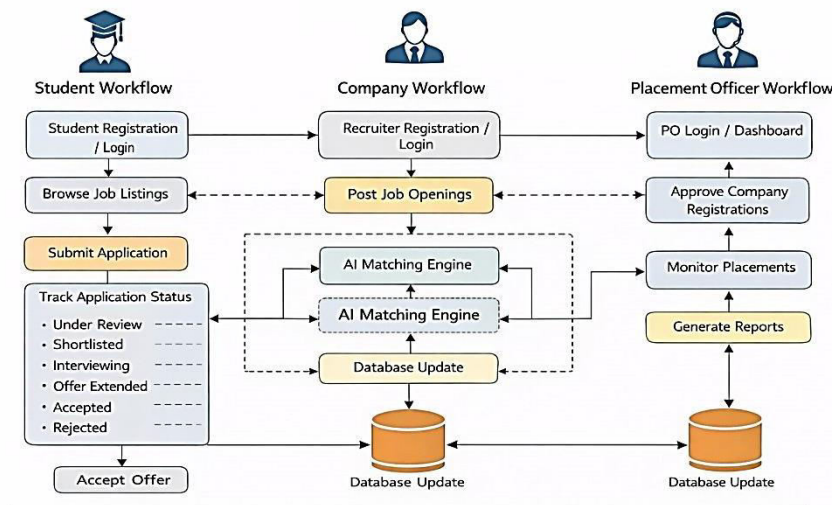 Student Workflow
Company Workflow
Placement Officer Workflow
Student Registration
/ Login
Recruiter Registration /
Login
PO Login / Dashboard
Browse Job Listings
Post Job Openings
Approve Company
Registrations
Submit Application
AI Matching Engine
Monitor Placements
Track Application Status
• Under Review
• Shortlisted
• Interviewing
• Offer Extended
• Accepted
• Rejected
AI Matching Engine
Generate Reports
Database Update
Accept Offer
Database Update
Database Update